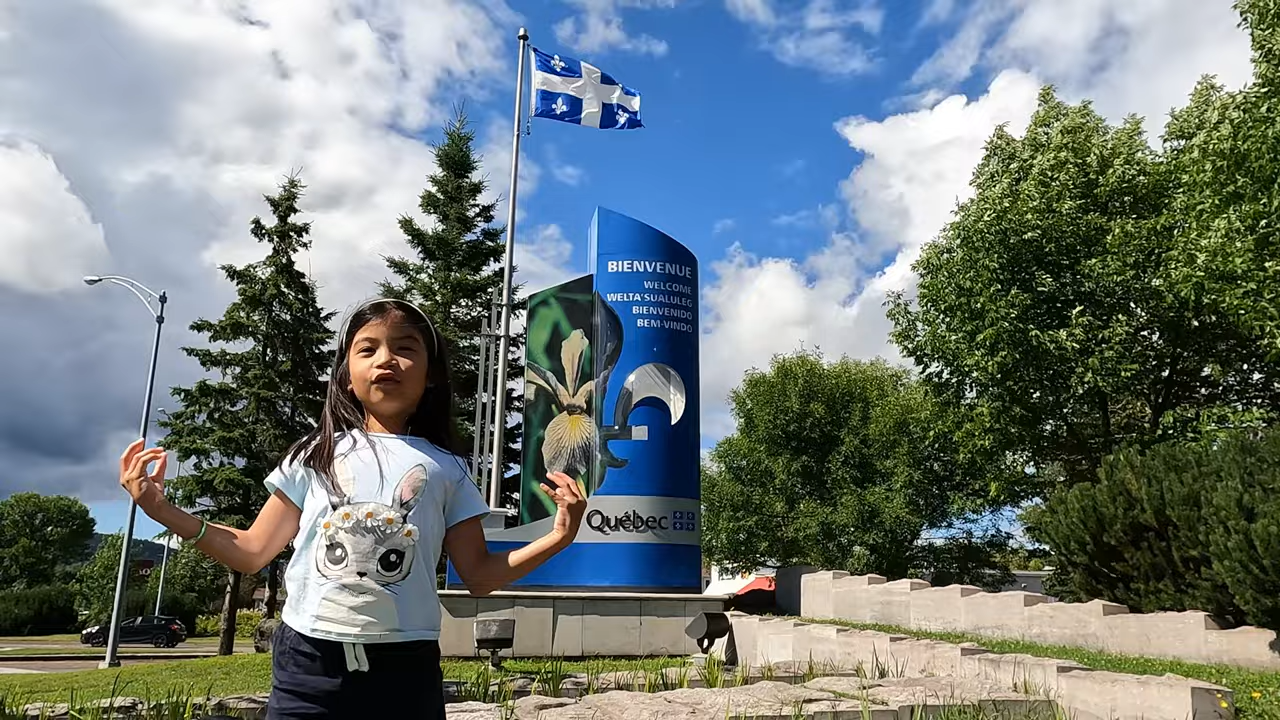 BIENVENUE
WELCOME
WELTA'SUALULEG
BIENVENIDO
BEM-VINDO
Québec